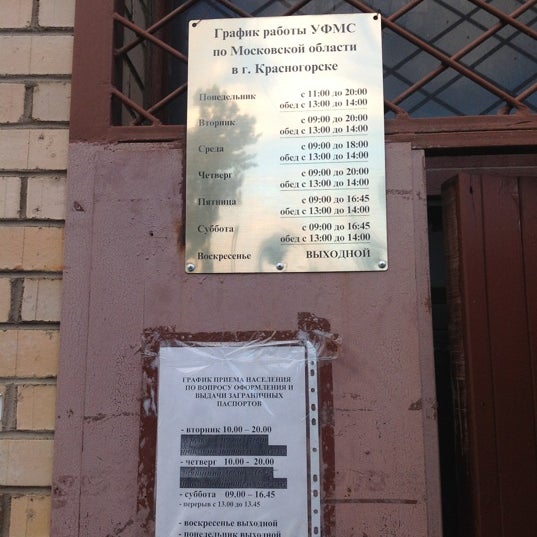 График работы УФМС
по Московской области
в г. Красногорске
Понедельник с 11:00 до 20:00
обед с 13:00 до 14:00
Вторник с 09:00 до 20:00
обед с 13:00 до 14:00
Среда с 09:00 до 18:00
обед с 13:00 до 14:00
Четверг с 09:00 до 20:00
обед с 13:00 до 14:00
Пятница с 09:00 до 16:45
обед с 13:00 до 14:00
Суббота с 09:00 до 16:45
обед с 13:00 до 14:00
Воскресенье ВЫХОДНОЙ
ГРАФИК ПРИЕМА НАСЕЛЕНИЯ
ПО ВОПРОСУ ОФОРМЛЕНИЯ И
ВЫДАЧИ ЗАГРАНИЧНЫХ
ПАСПОРТОВ
- вторник 10.00 – 20.00
- четверг 10.00 - 20.00
- суббота 09.00 – 16.45
- перерыв с 13.00 до 13.45
- воскресенье выходной
- понедельник выходной